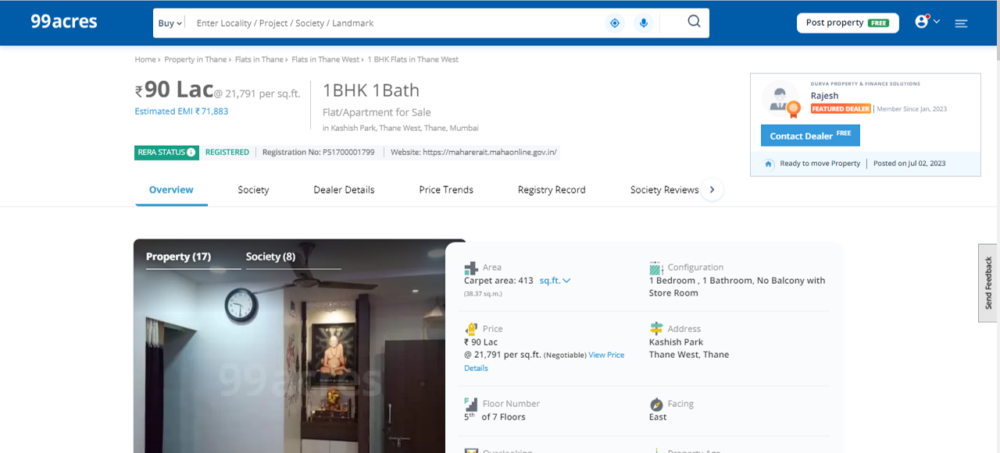 99acres
Buy
Enter Locality / Project / Society / Landmark
Post property FREE
Home › Property in Thane › Flats in Thane › Flats in Thane West › 1 BHK Flats in Thane West
₹90 Lac @ 21,791 per sq.ft.
Estimated EMI ₹ 71,883
1BHK 1Bath
Flat/Apartment for Sale
in Kashish Park, Thane West, Thane, Mumbai
DURVA PROPERTY & FINANCE SOLUTIONS
Rajesh
FEATURED DEALER | Member Since Jan, 2023
Contact Dealer FREE
Ready to move Property | Posted on Jul 02, 2023
RERA STATUS i REGISTERED | Registration No: P51700001799 | Website: https://maharerait.mahaonline.gov.in/
Overview Society Dealer Details Price Trends Registry Record Society Reviews
Property (17) Society (8)
99acres
Area
Carpet area: 413 sq.ft.
(38.37 sq.m.)
Configuration
1 Bedroom , 1 Bathroom, No Balcony with
Store Room
Price
₹ 90 Lac
@ 21,791 per sq.ft. (Negotiable) View Price
Details
Address
Kashish Park
Thane West, Thane
Floor Number
5th of 7 Floors
Facing
East
Overlooking
Property Age
Send Feedback